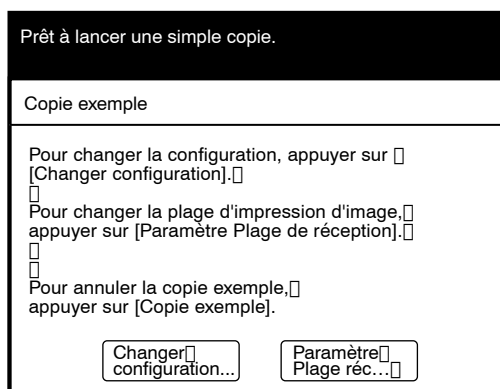 Prêt à lancer une simple copie.
Copie exemple
Pour changer la configuration, appuyer sur
[Changer configuration].
Pour changer la plage d'impression d'image,
appuyer sur [Paramètre Plage de réception].
Pour annuler la copie exemple,
appuyer sur [Copie exemple].
Changer
configuration...
Paramètre
Plage réc...